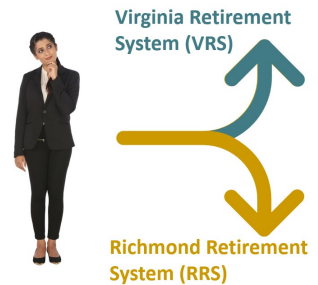 Virginia Retirement
System (VRS)
Richmond Retirement
System (RRS)